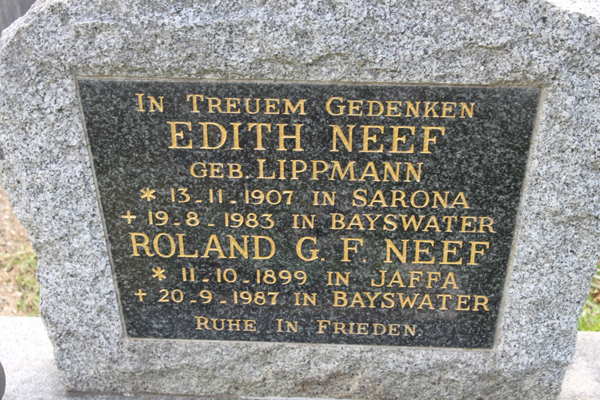 In Treuem Gedenken
EDITH NEEF
GEB. LIPPMANN
* 13-11-1907 IN SARONA
+ 19-8-1983 IN BAYSWATER
ROLAND G. F. NEEF
* 11-10-1899 IN JAFFA
+ 20-9-1987 IN BAYSWATER
Ruhe In Frieden.